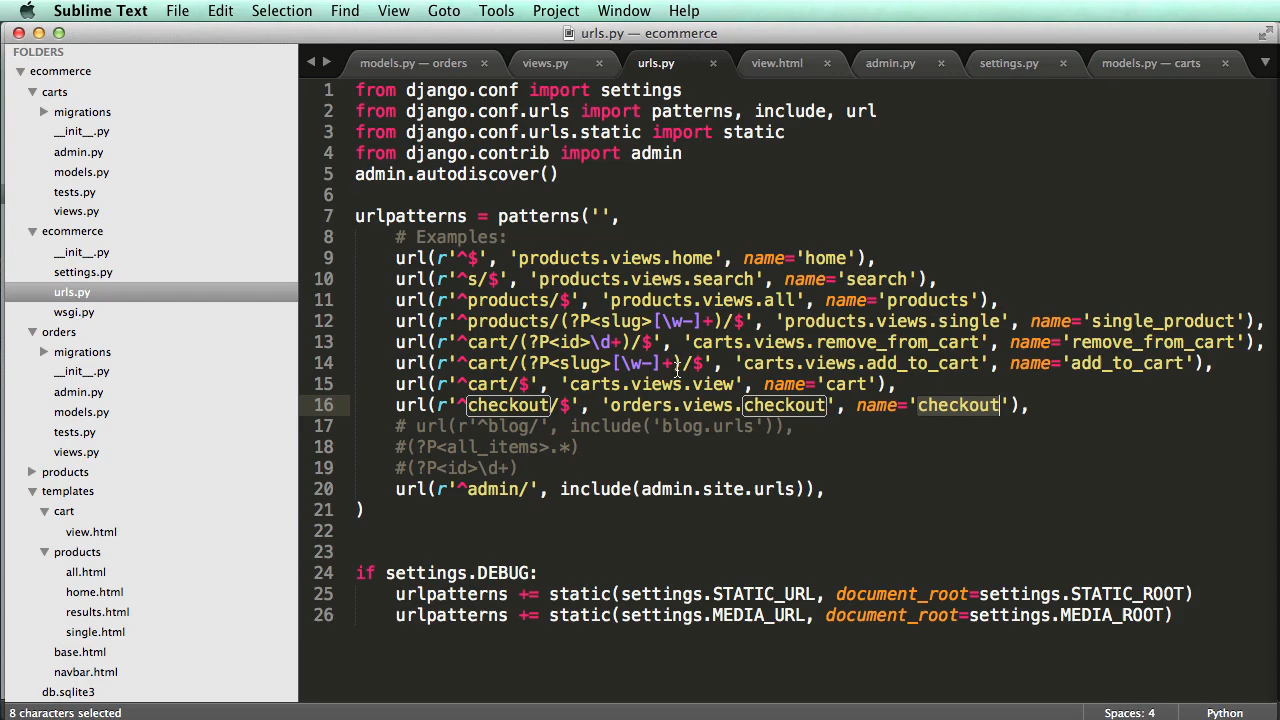 Sublime Text File Edit Selection Find View Goto Tools Project Window Help
urls.py — ecommerce
FOLDERS
ecommerce
carts
migrations
__init__.py
admin.py
models.py
tests.py
views.py
ecommerce
__init__.py
settings.py
urls.py
wsgi.py
orders
migrations
__init__.py
admin.py
models.py
tests.py
views.py
products
templates
cart
view.html
products
all.html
home.html
results.html
single.html
base.html
navbar.html
db.sqlite3
models.py — orders × views.py × urls.py × view.html × admin.py × settings.py × models.py — carts ×
1 from django.conf import settings
2 from django.conf.urls import patterns, include, url
3 from django.conf.urls.static import static
4 from django.contrib import admin
5 admin.autodiscover()
6
7 urlpatterns = patterns('',
8 # Examples:
9 url(r'^$', 'products.views.home', name='home'),
10 url(r'^s/$', 'products.views.search', name='search'),
11 url(r'^products/$', 'products.views.all', name='products'),
12 url(r'^products/(?P<slug>[\w-]+)/$', 'products.views.single', name='single_product'),
13 url(r'^cart/(?P<id>\d+)/$', 'carts.views.remove_from_cart', name='remove_from_cart'),
14 url(r'^cart/(?P<slug>[\w-]+)/$', 'carts.views.add_to_cart', name='add_to_cart'),
15 url(r'^cart/$', 'carts.views.view', name='cart'),
16 url(r'^checkout/$', 'orders.views.checkout', name='checkout'),
17 # url(r'^blog/', include('blog.urls')),
18 #(?P<all_items>.*)
19 #(?P<id>\d+)
20 url(r'^admin/', include(admin.site.urls)),
21 )
22
23
24 if settings.DEBUG:
25 urlpatterns += static(settings.STATIC_URL, document_root=settings.STATIC_ROOT)
26 urlpatterns += static(settings.MEDIA_URL, document_root=settings.MEDIA_ROOT)
8 characters selected Spaces: 4 Python